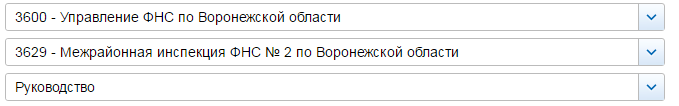 3600 - Управление ФНС по Воронежской области
3629 - Межрайонная инспекция ФНС № 2 по Воронежской области
Руководство